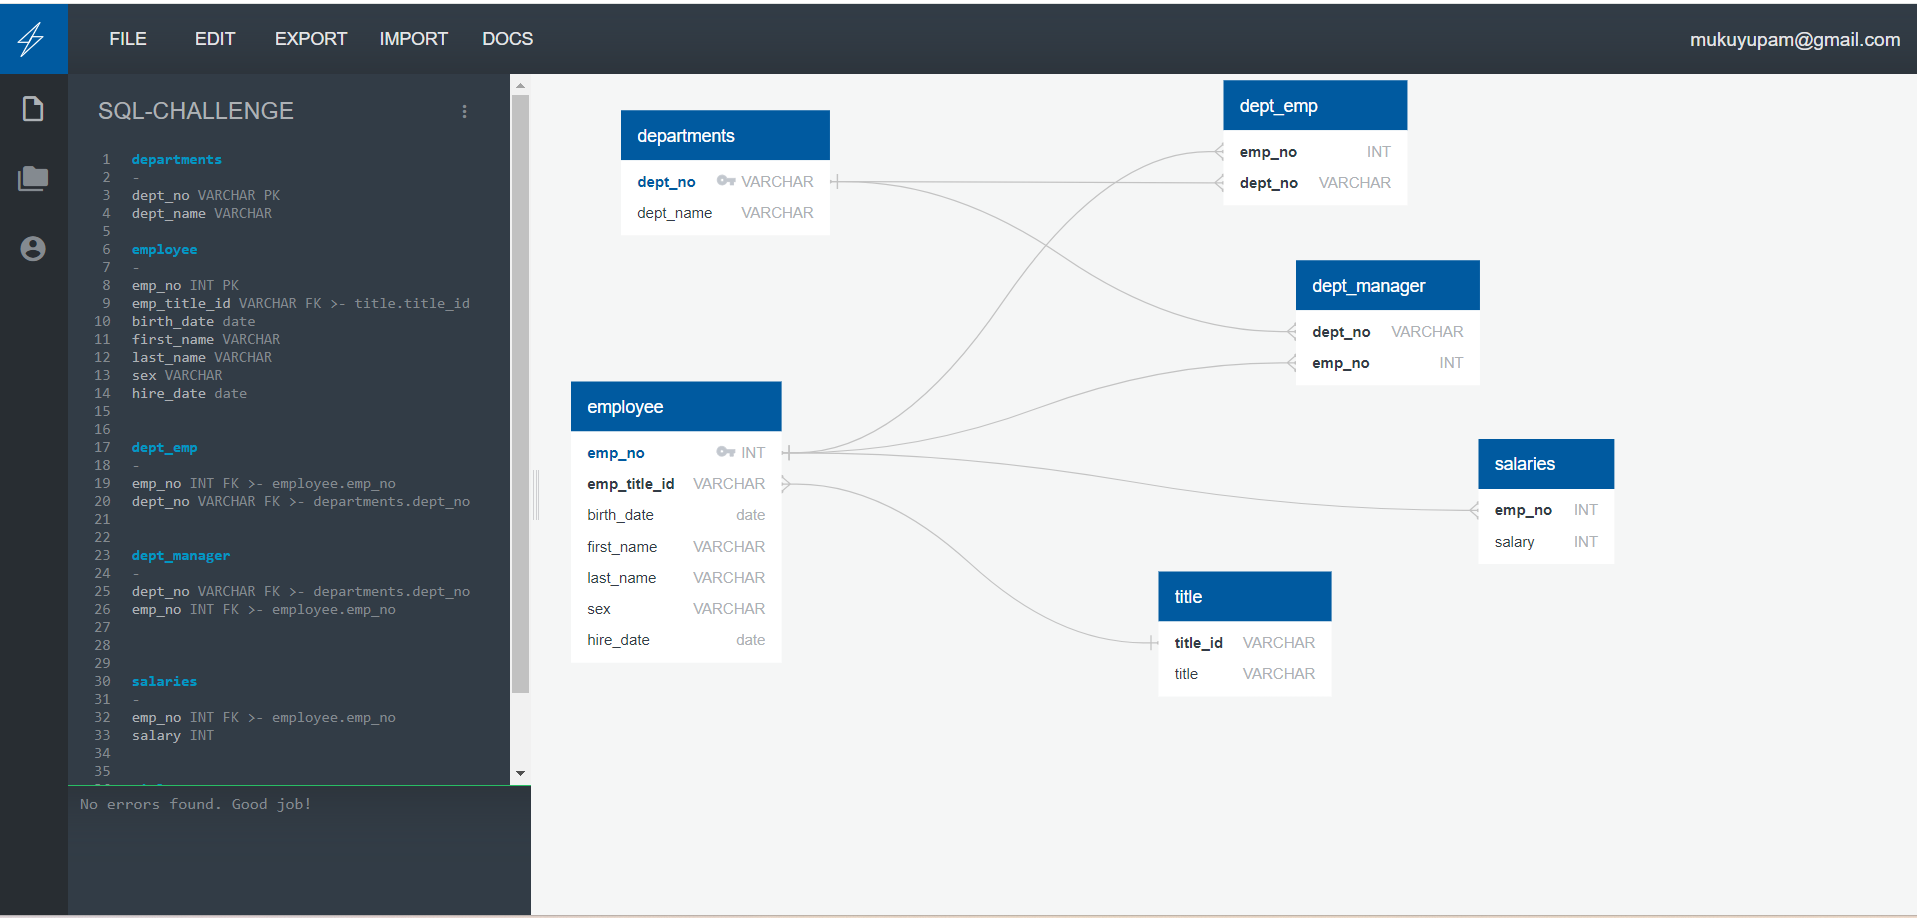 FILE EDIT EXPORT IMPORT DOCS
mukuyupam@gmail.com
SQL-CHALLENGE
1 departments
2 -
3 dept_no VARCHAR PK
4 dept_name VARCHAR
5
6 employee
7 -
8 emp_no INT PK
9 emp_title_id VARCHAR FK >- title.title_id
10 birth_date date
11 first_name VARCHAR
12 last_name VARCHAR
13 sex VARCHAR
14 hire_date date
15
16
17 dept_emp
18 -
19 emp_no INT FK >- employee.emp_no
20 dept_no VARCHAR FK >- departments.dept_no
21
22
23 dept_manager
24 -
25 dept_no VARCHAR FK >- departments.dept_no
26 emp_no INT FK >- employee.emp_no
27
28
29
30 salaries
31 -
32 emp_no INT FK >- employee.emp_no
33 salary INT
34
35
No errors found. Good job!
departments
dept_no VARCHAR
dept_name VARCHAR
dept_emp
emp_no INT
dept_no VARCHAR
dept_manager
dept_no VARCHAR
emp_no INT
employee
emp_no INT
emp_title_id VARCHAR
birth_date date
first_name VARCHAR
last_name VARCHAR
sex VARCHAR
hire_date date
salaries
emp_no INT
salary INT
title
title_id VARCHAR
title VARCHAR